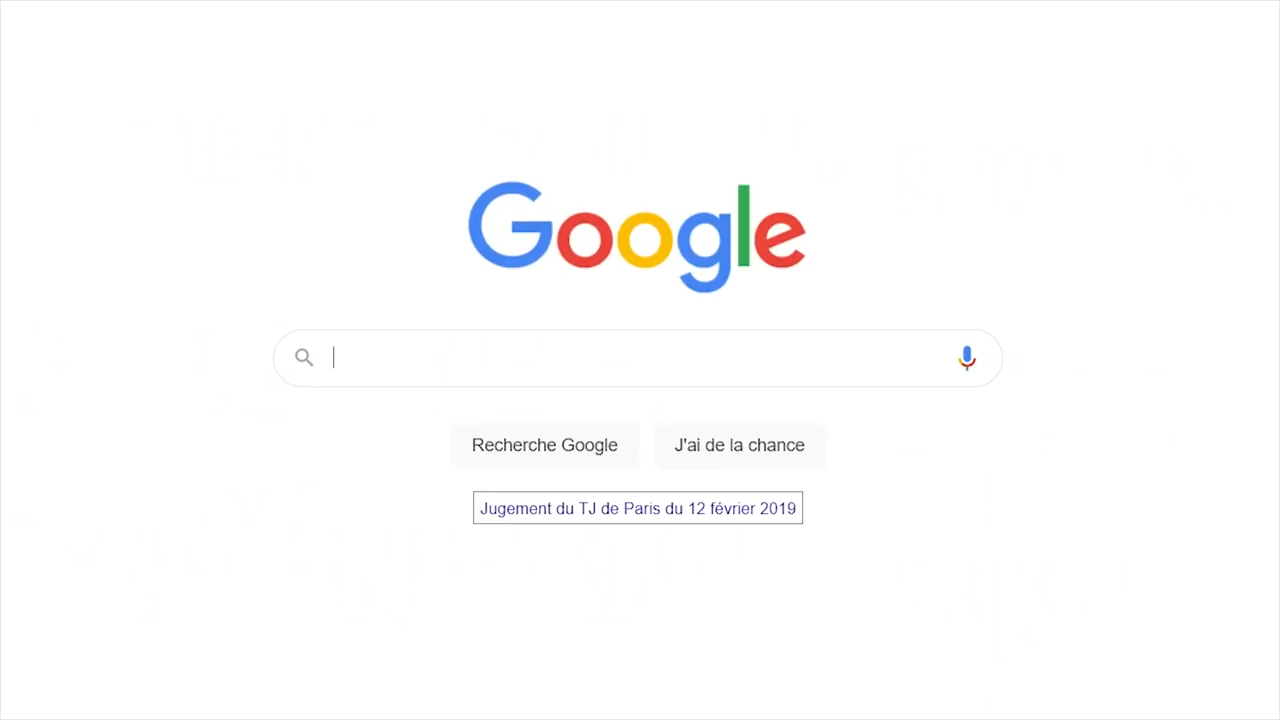 Google
Recherche Google
J'ai de la chance
Jugement du TJ de Paris du 12 février 2019